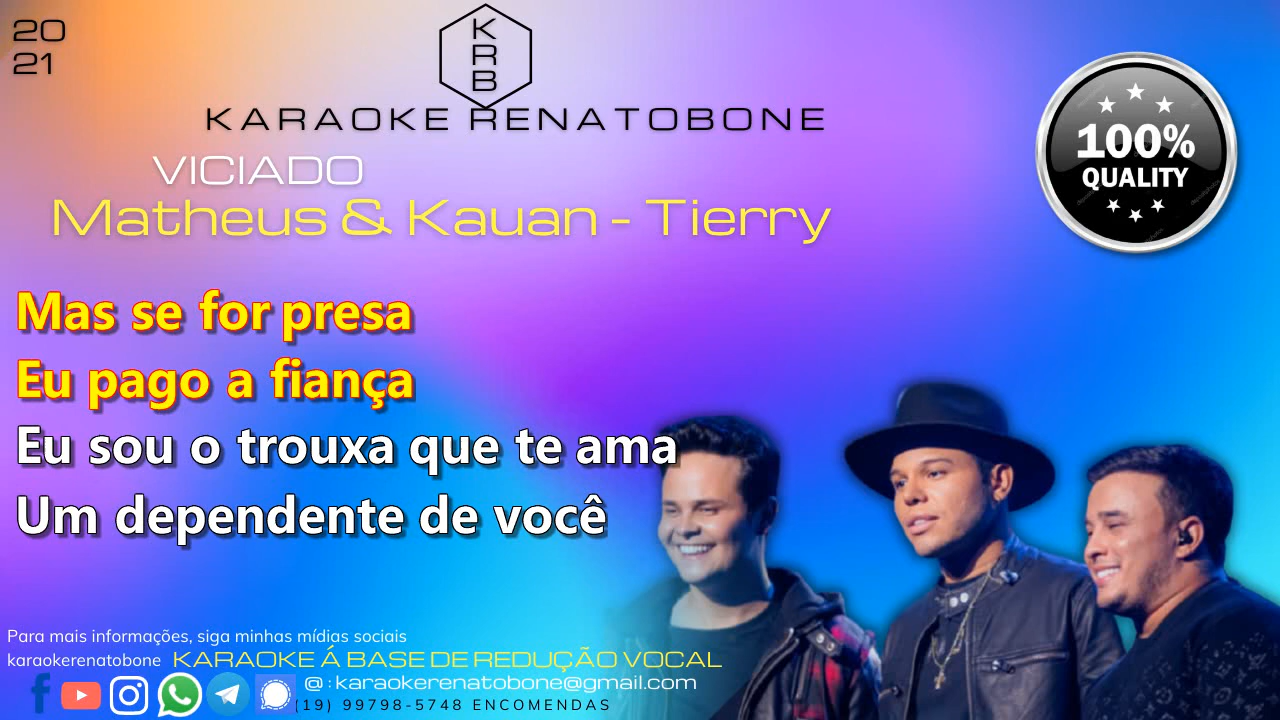 20
21
K
R
B
KARAOKE RENATOBONE
100%
QUALITY
VICIADO
Matheus & Kauan - Tierry
Mas se for presa
Eu pago a fiança
Eu sou o trouxa que te ama
Um dependente de você
Para mais informações, siga minhas mídias sociais
karaokerenatobone KARAOKE Á BASE DE REDUÇÃO VOCAL
@ : karaokerenatobone@gmail.com
(19) 99798-5748 ENCOMENDAS